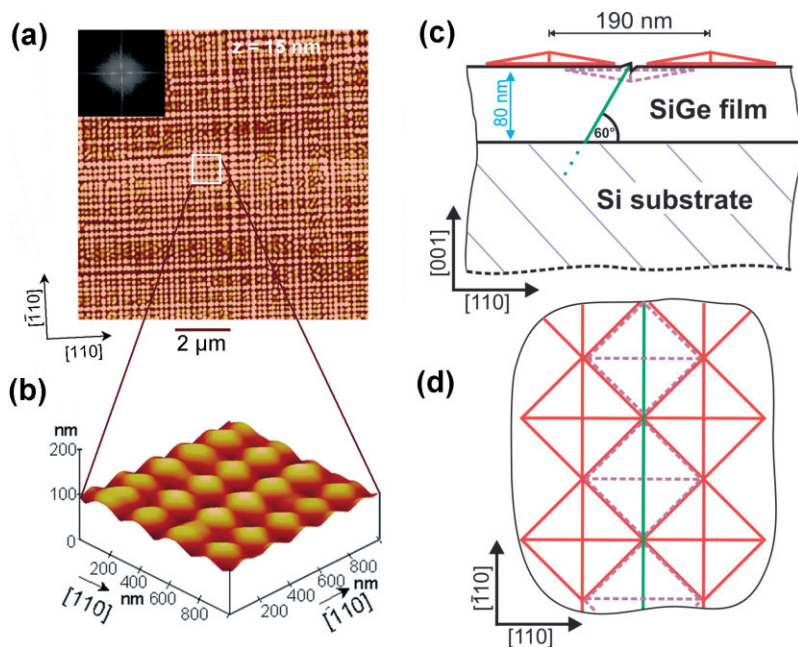 (a)
z = 15 nm
[1̄10]
[110]
2 µm
(b)
nm
200
100
0
200
400
nm 600
800
[110]
200
400
nm
600
800
[1̄10]
(c)
190 nm
80 nm
60°
SiGe film
Si substrate
[001]
[110]
(d)
[1̄10]
[110]